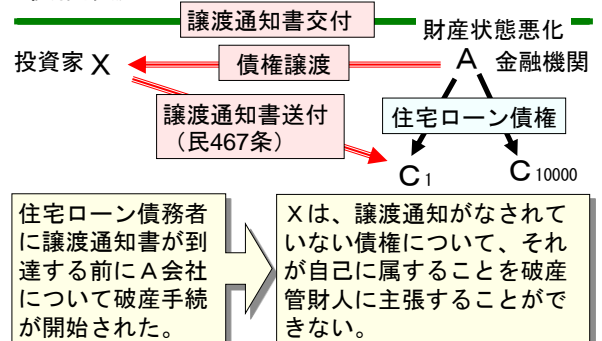 譲渡通知書交付
財産状態悪化
投資家 X
債権譲渡
A 金融機関
譲渡通知書送付
（民467条）
住宅ローン債権
C1
C10000
住宅ローン債務者
に譲渡通知書が到
達する前にＡ会社
について破産手続
が開始された。
Ｘは、譲渡通知がなされて
いない債権について、それ
が自己に属することを破産
管財人に主張することがで
きない。